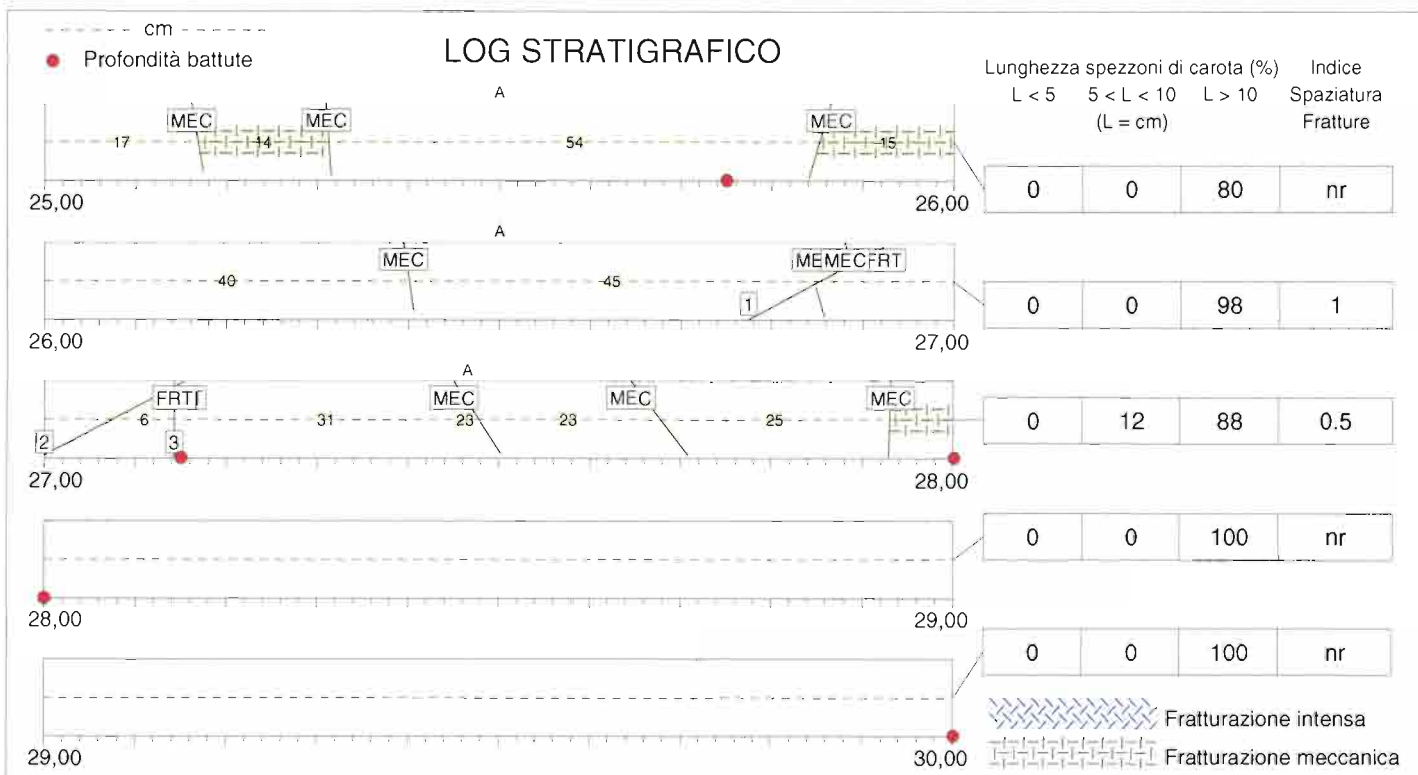 cm
Profondità battute
LOG STRATIGRAFICO
Lunghezza spezzoni di carota (%) Indice
L < 5 5 < L < 10 L > 10 Spaziatura
(L = cm) Fratture
A
MEC MEC MEC
17 14 54 15
25,00 26,00
0 0 80 nr
A
MEC MEMECFRT
40 45
1
26,00 27,00
0 0 98 1
A
FRT MEC MEC MEC
6 31 23 23 25
2 3
27,00 28,00
0 12 88 0.5
28,00 29,00
0 0 100 nr
29,00 30,00
0 0 100 nr
Fratturazione intensa
Fratturazione meccanica